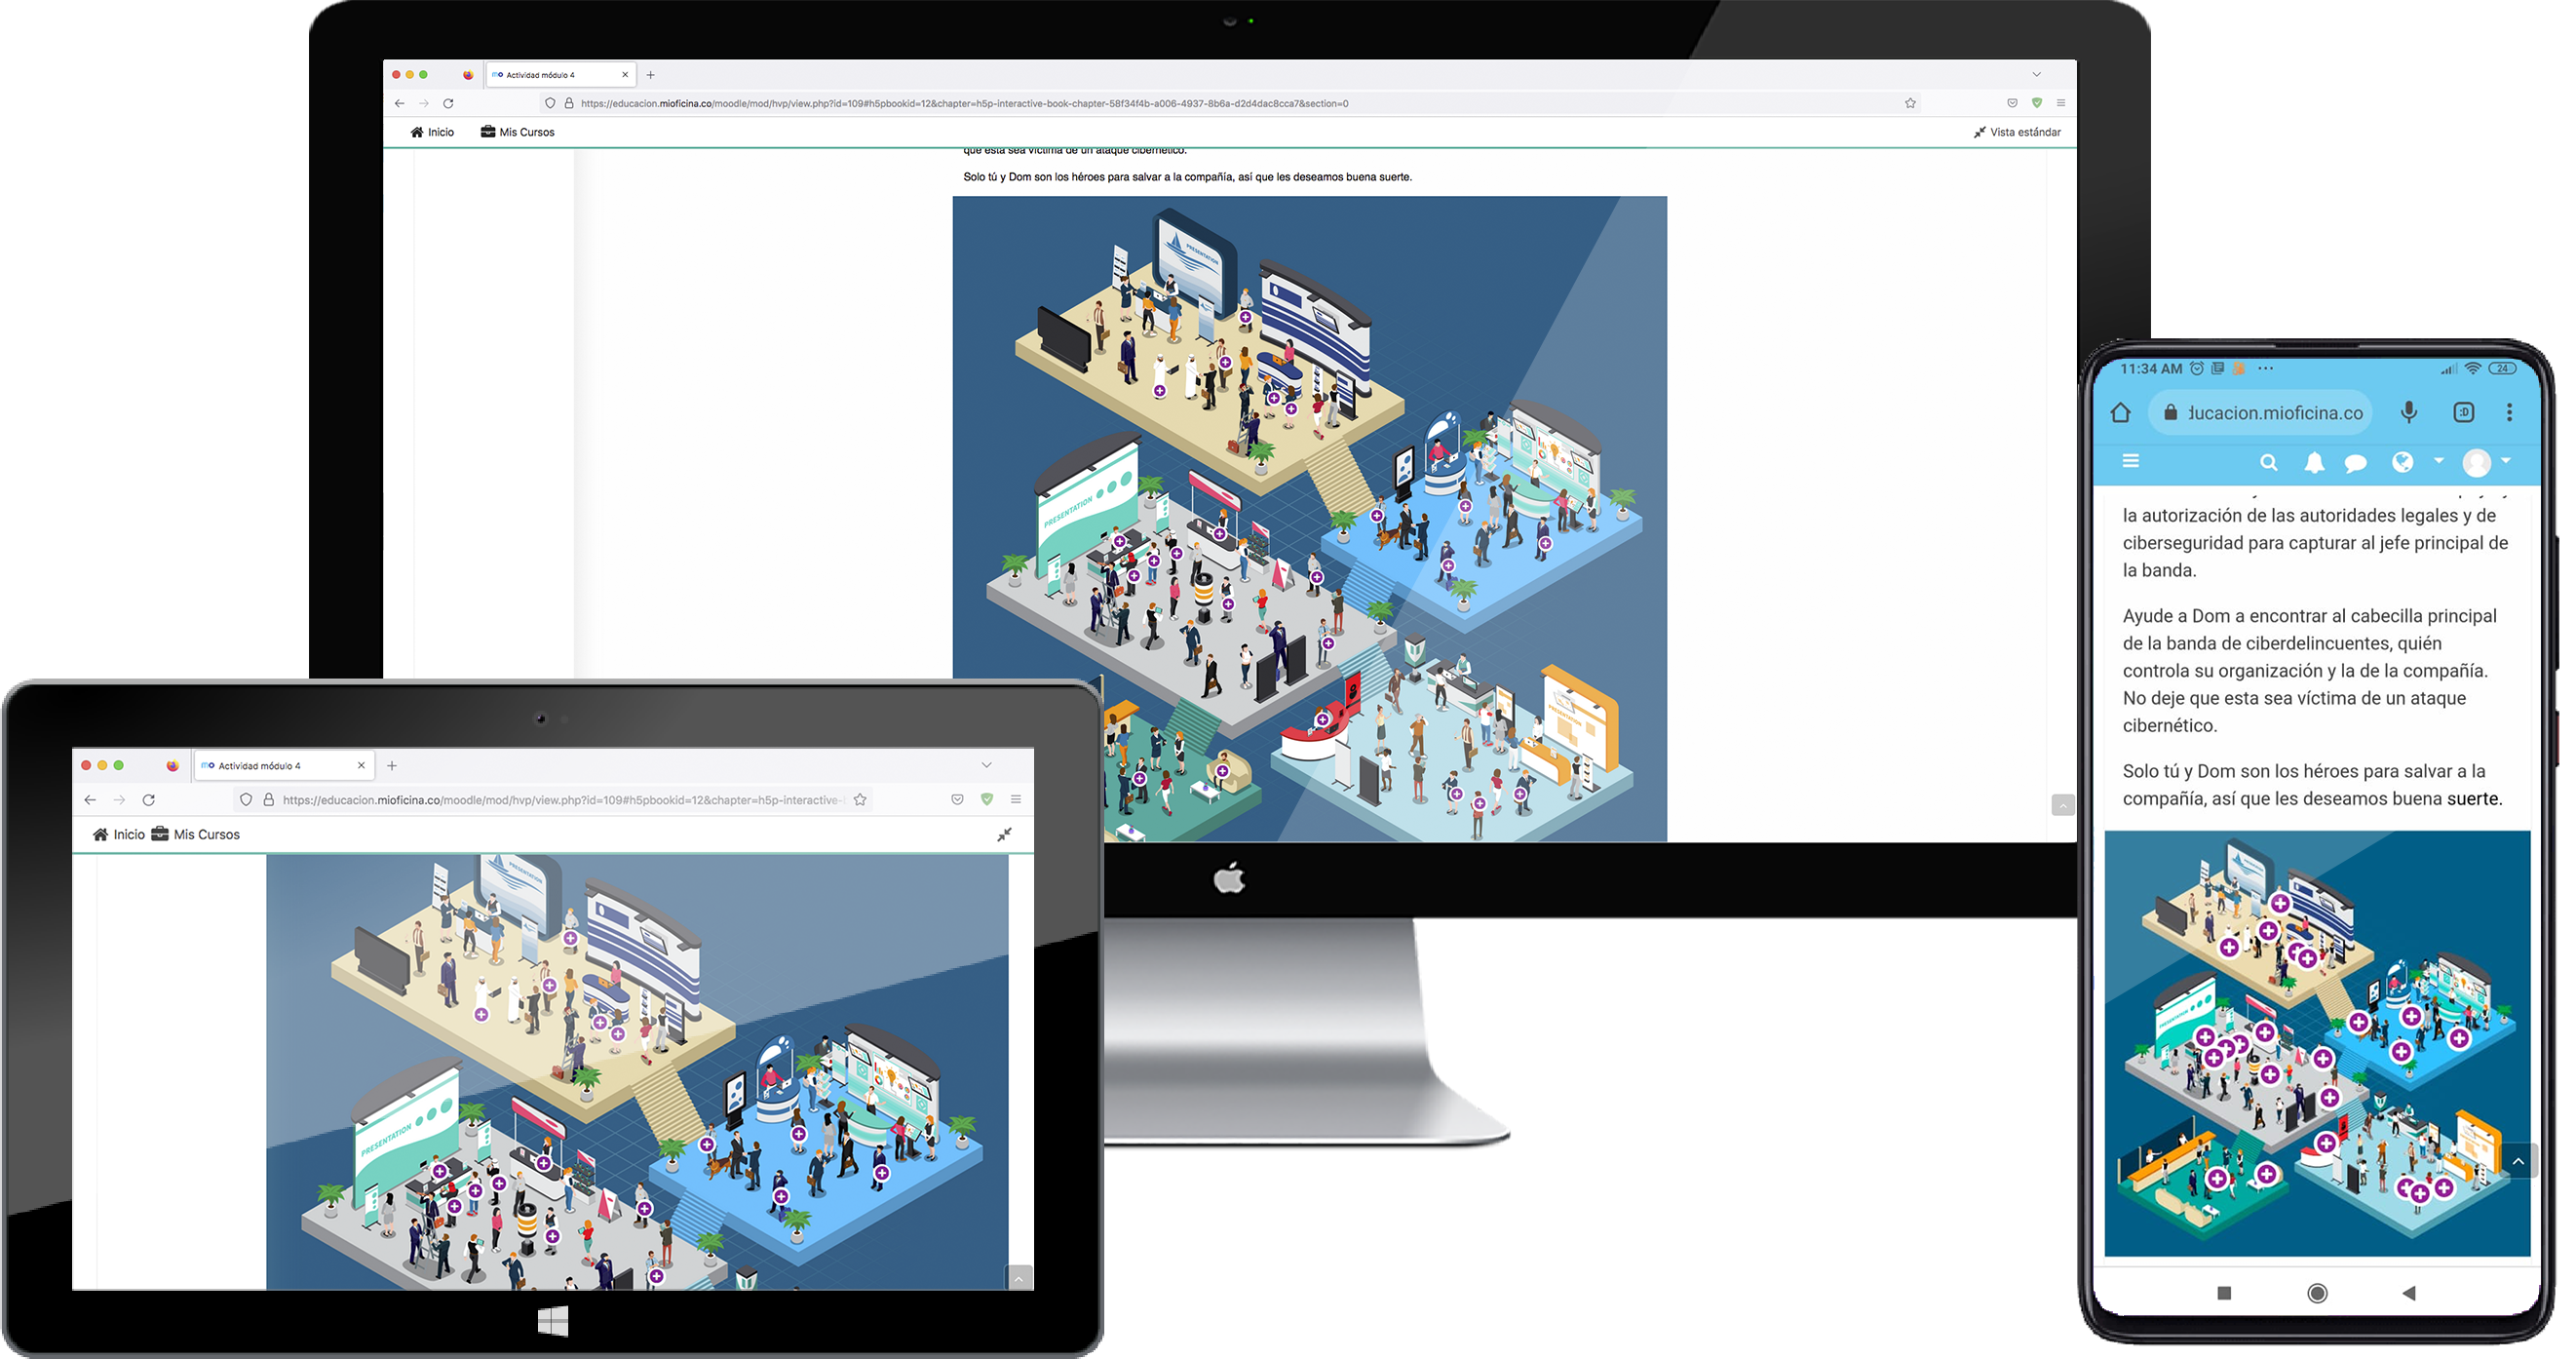 Actividad módulo 4
https://educacion.mioficina.co/moodle/mod/hvp/view.php?id=109#h5pbookid=12&chapter=h5p-interactive-book-chapter-58f34f4b-a006-4937-8b6a-d2d4dac8cca7&section=0
Inicio Mis Cursos Vista estándar
que esta sea víctima de un ataque cibernético.
Solo tú y Dom son los héroes para salvar a la compañía, así que les deseamos buena suerte.
PRESENTATION
PRESENTATION
PRESENTATION
Actividad módulo 4
https://educacion.mioficina.co/moodle/mod/hvp/view.php?id=109#h5pbookid=12&chapter=h5p-interactive-
Inicio Mis Cursos
PRESENTATION
PRESENTATION
11:34 AM 24
ducacion.mioficina.co :D
la autorización de las autoridades legales y de
ciberseguridad para capturar al jefe principal de
la banda.
Ayude a Dom a encontrar al cabecilla principal
de la banda de ciberdelincuentes, quién
controla su organización y la de la compañía.
No deje que esta sea víctima de un ataque
cibernético.
Solo tú y Dom son los héroes para salvar a la
compañía, así que les deseamos buena suerte.